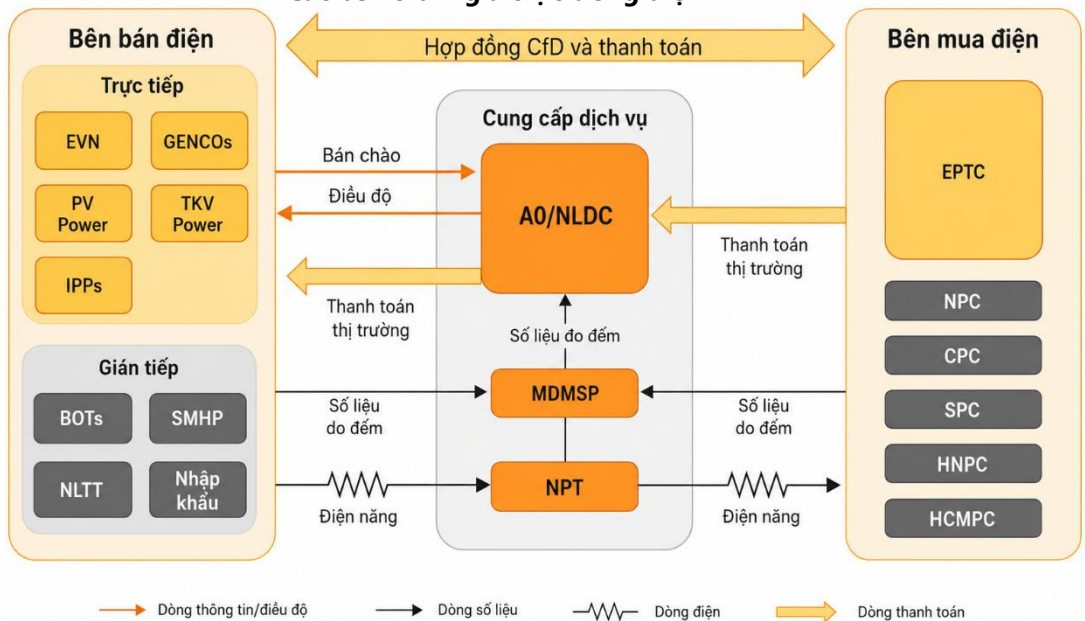 Bên bán điện
Hợp đồng CfD và thanh toán
Bên mua điện
Trực tiếp
EVN
GENCOs
PV
Power
TKV
Power
IPPs
Gián tiếp
BOTs
SMHP
NLTT
Nhập
khẩu
Bán chào
Điều độ
Thanh toán
thị trường
Số liệu
do đếm
Điện năng
Cung cấp dịch vụ
A0/NLDC
Số liệu đo đếm
MDMSP
NPT
Thanh toán
thị trường
Số liệu
do đếm
Điện năng
EPTC
NPC
CPC
SPC
HNPC
HCMPC
Dòng thông tin/điều độ
Dòng số liệu
Dòng điện
Dòng thanh toán